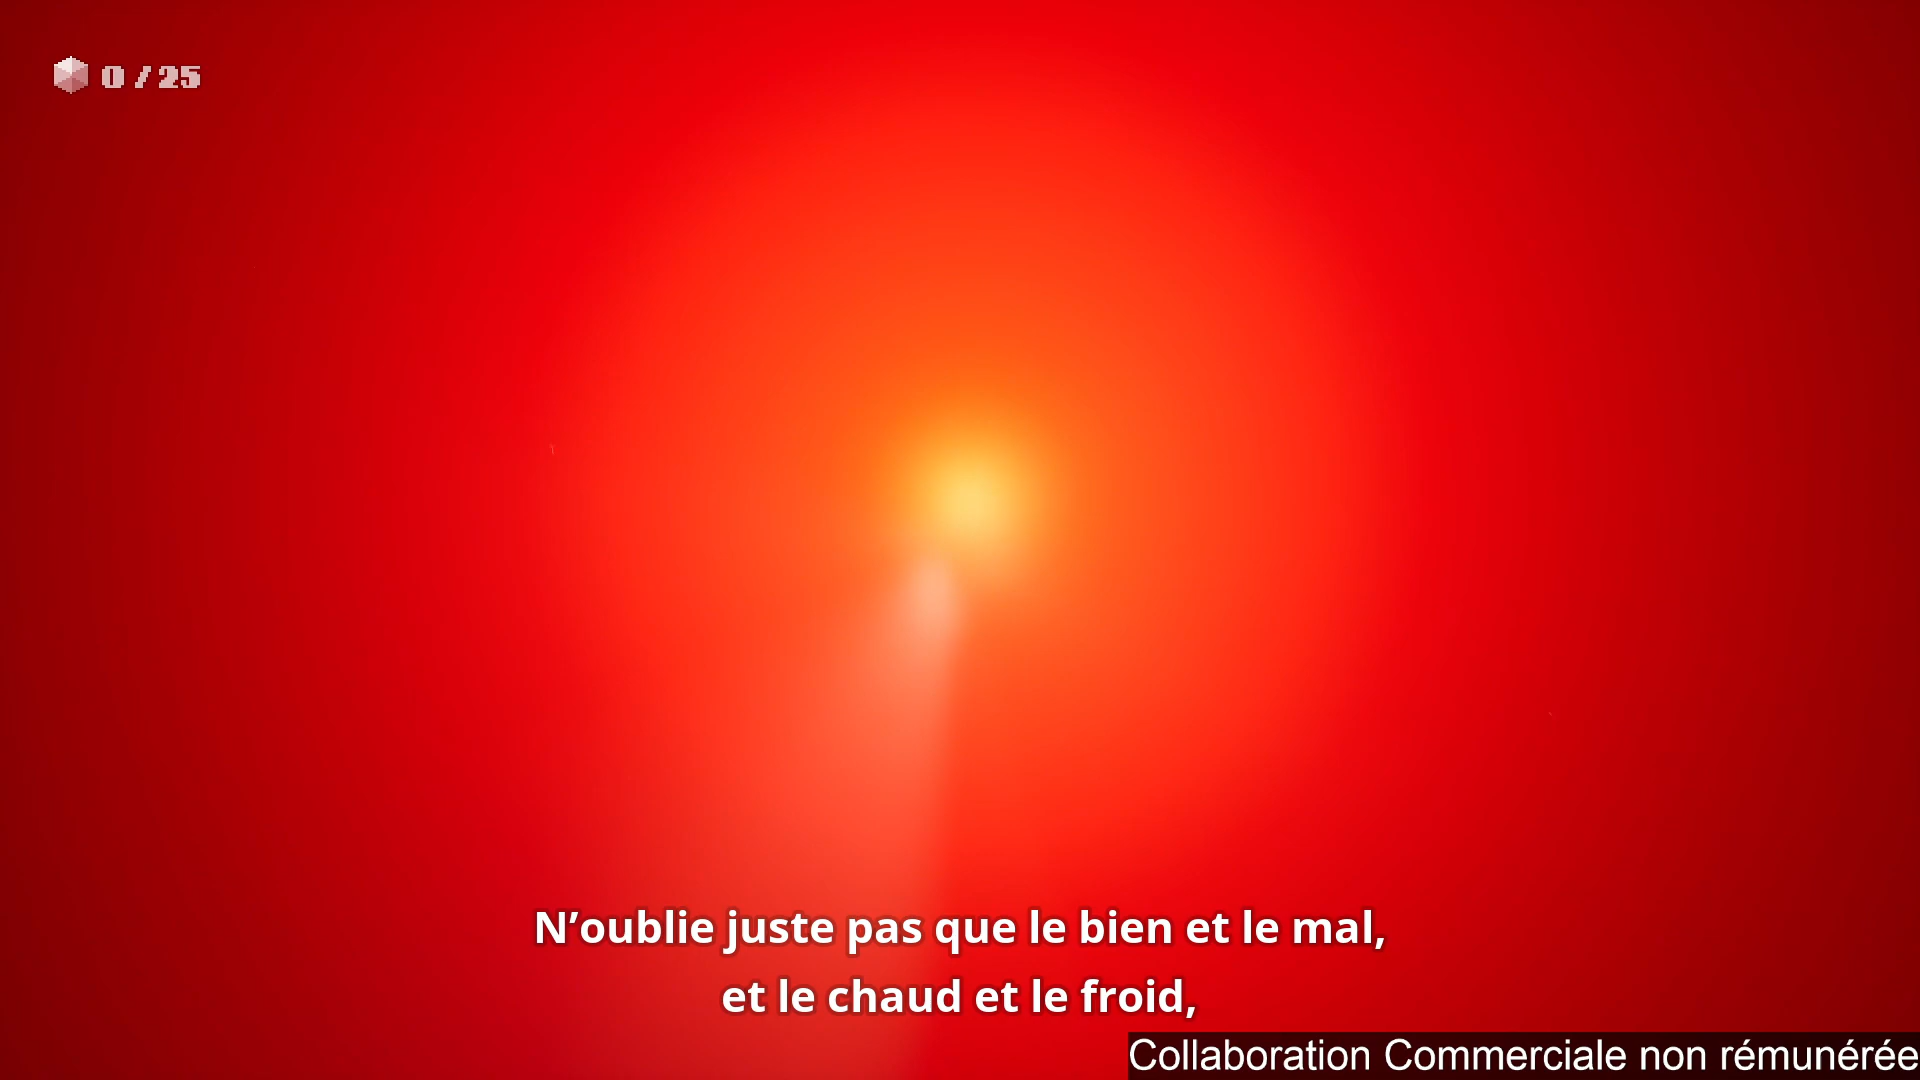 0 / 25
N’oublie juste pas que le bien et le mal,
et le chaud et le froid,
Collaboration Commerciale non rémunérée